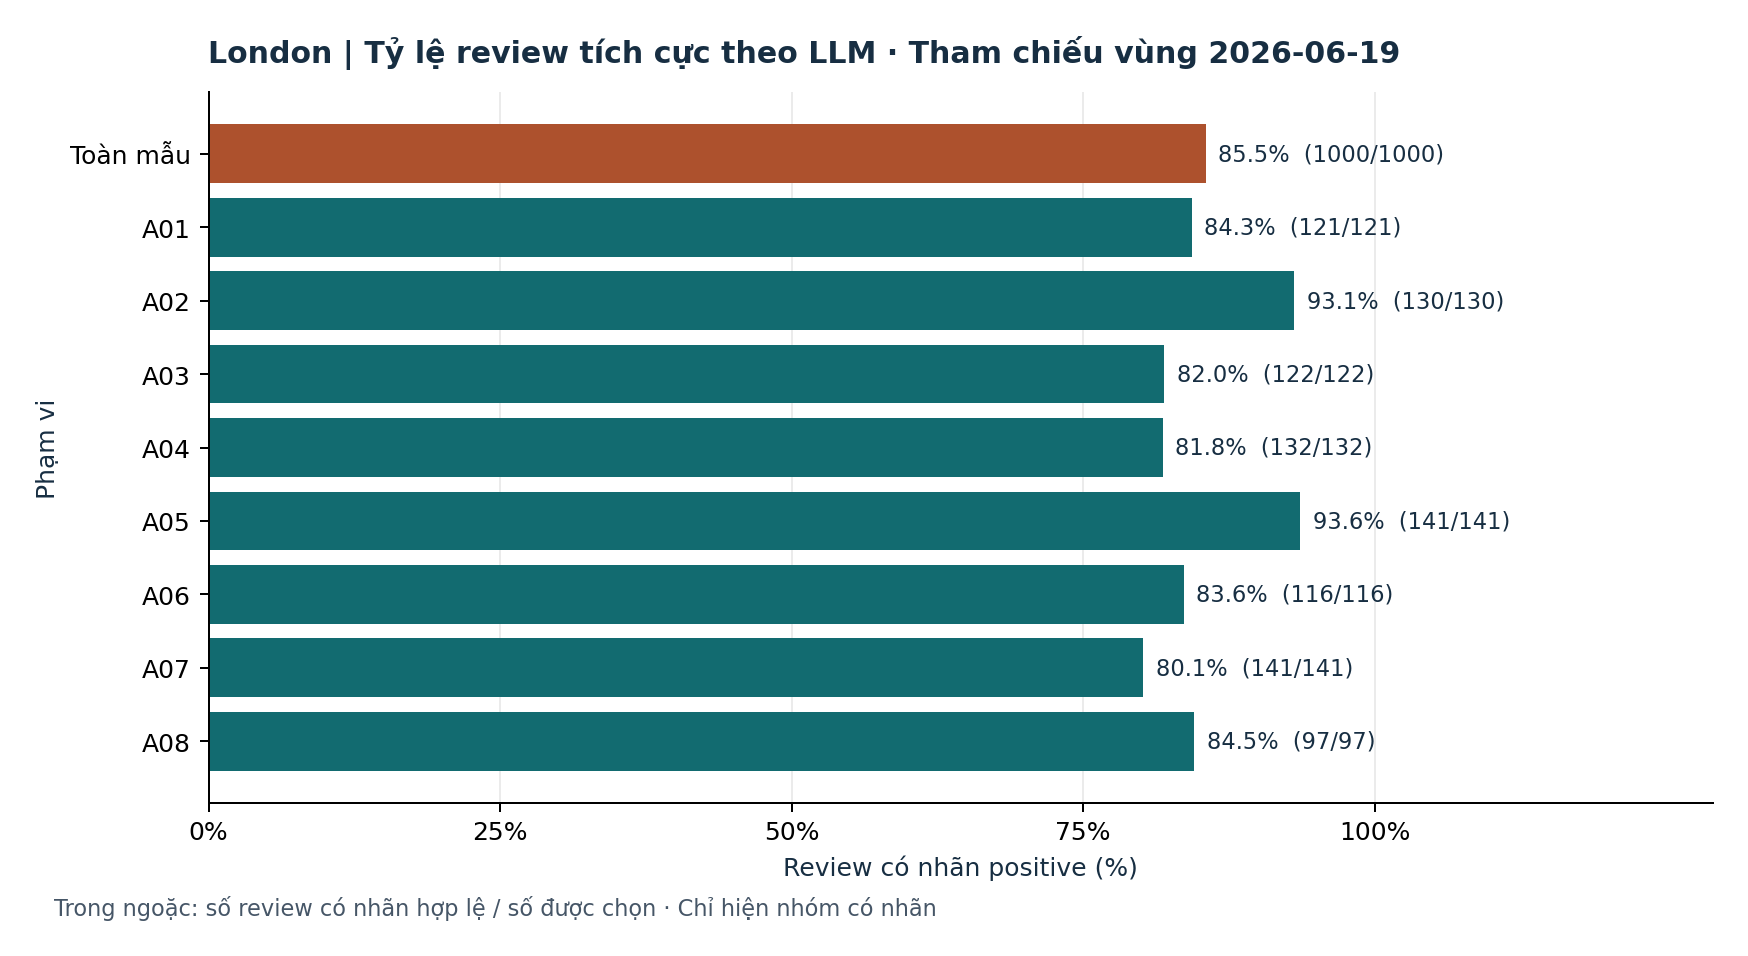 London | Tỷ lệ review tích cực theo LLM · Tham chiếu vùng 2026-06-19
Toàn mẫu 85.5% (1000/1000)
A01 84.3% (121/121)
A02 93.1% (130/130)
A03 82.0% (122/122)
A04 81.8% (132/132)
A05 93.6% (141/141)
A06 83.6% (116/116)
A07 80.1% (141/141)
A08 84.5% (97/97)
Phạm vi
0% 25% 50% 75% 100%
Review có nhãn positive (%)
Trong ngoặc: số review có nhãn hợp lệ / số được chọn · Chỉ hiện nhóm có nhãn